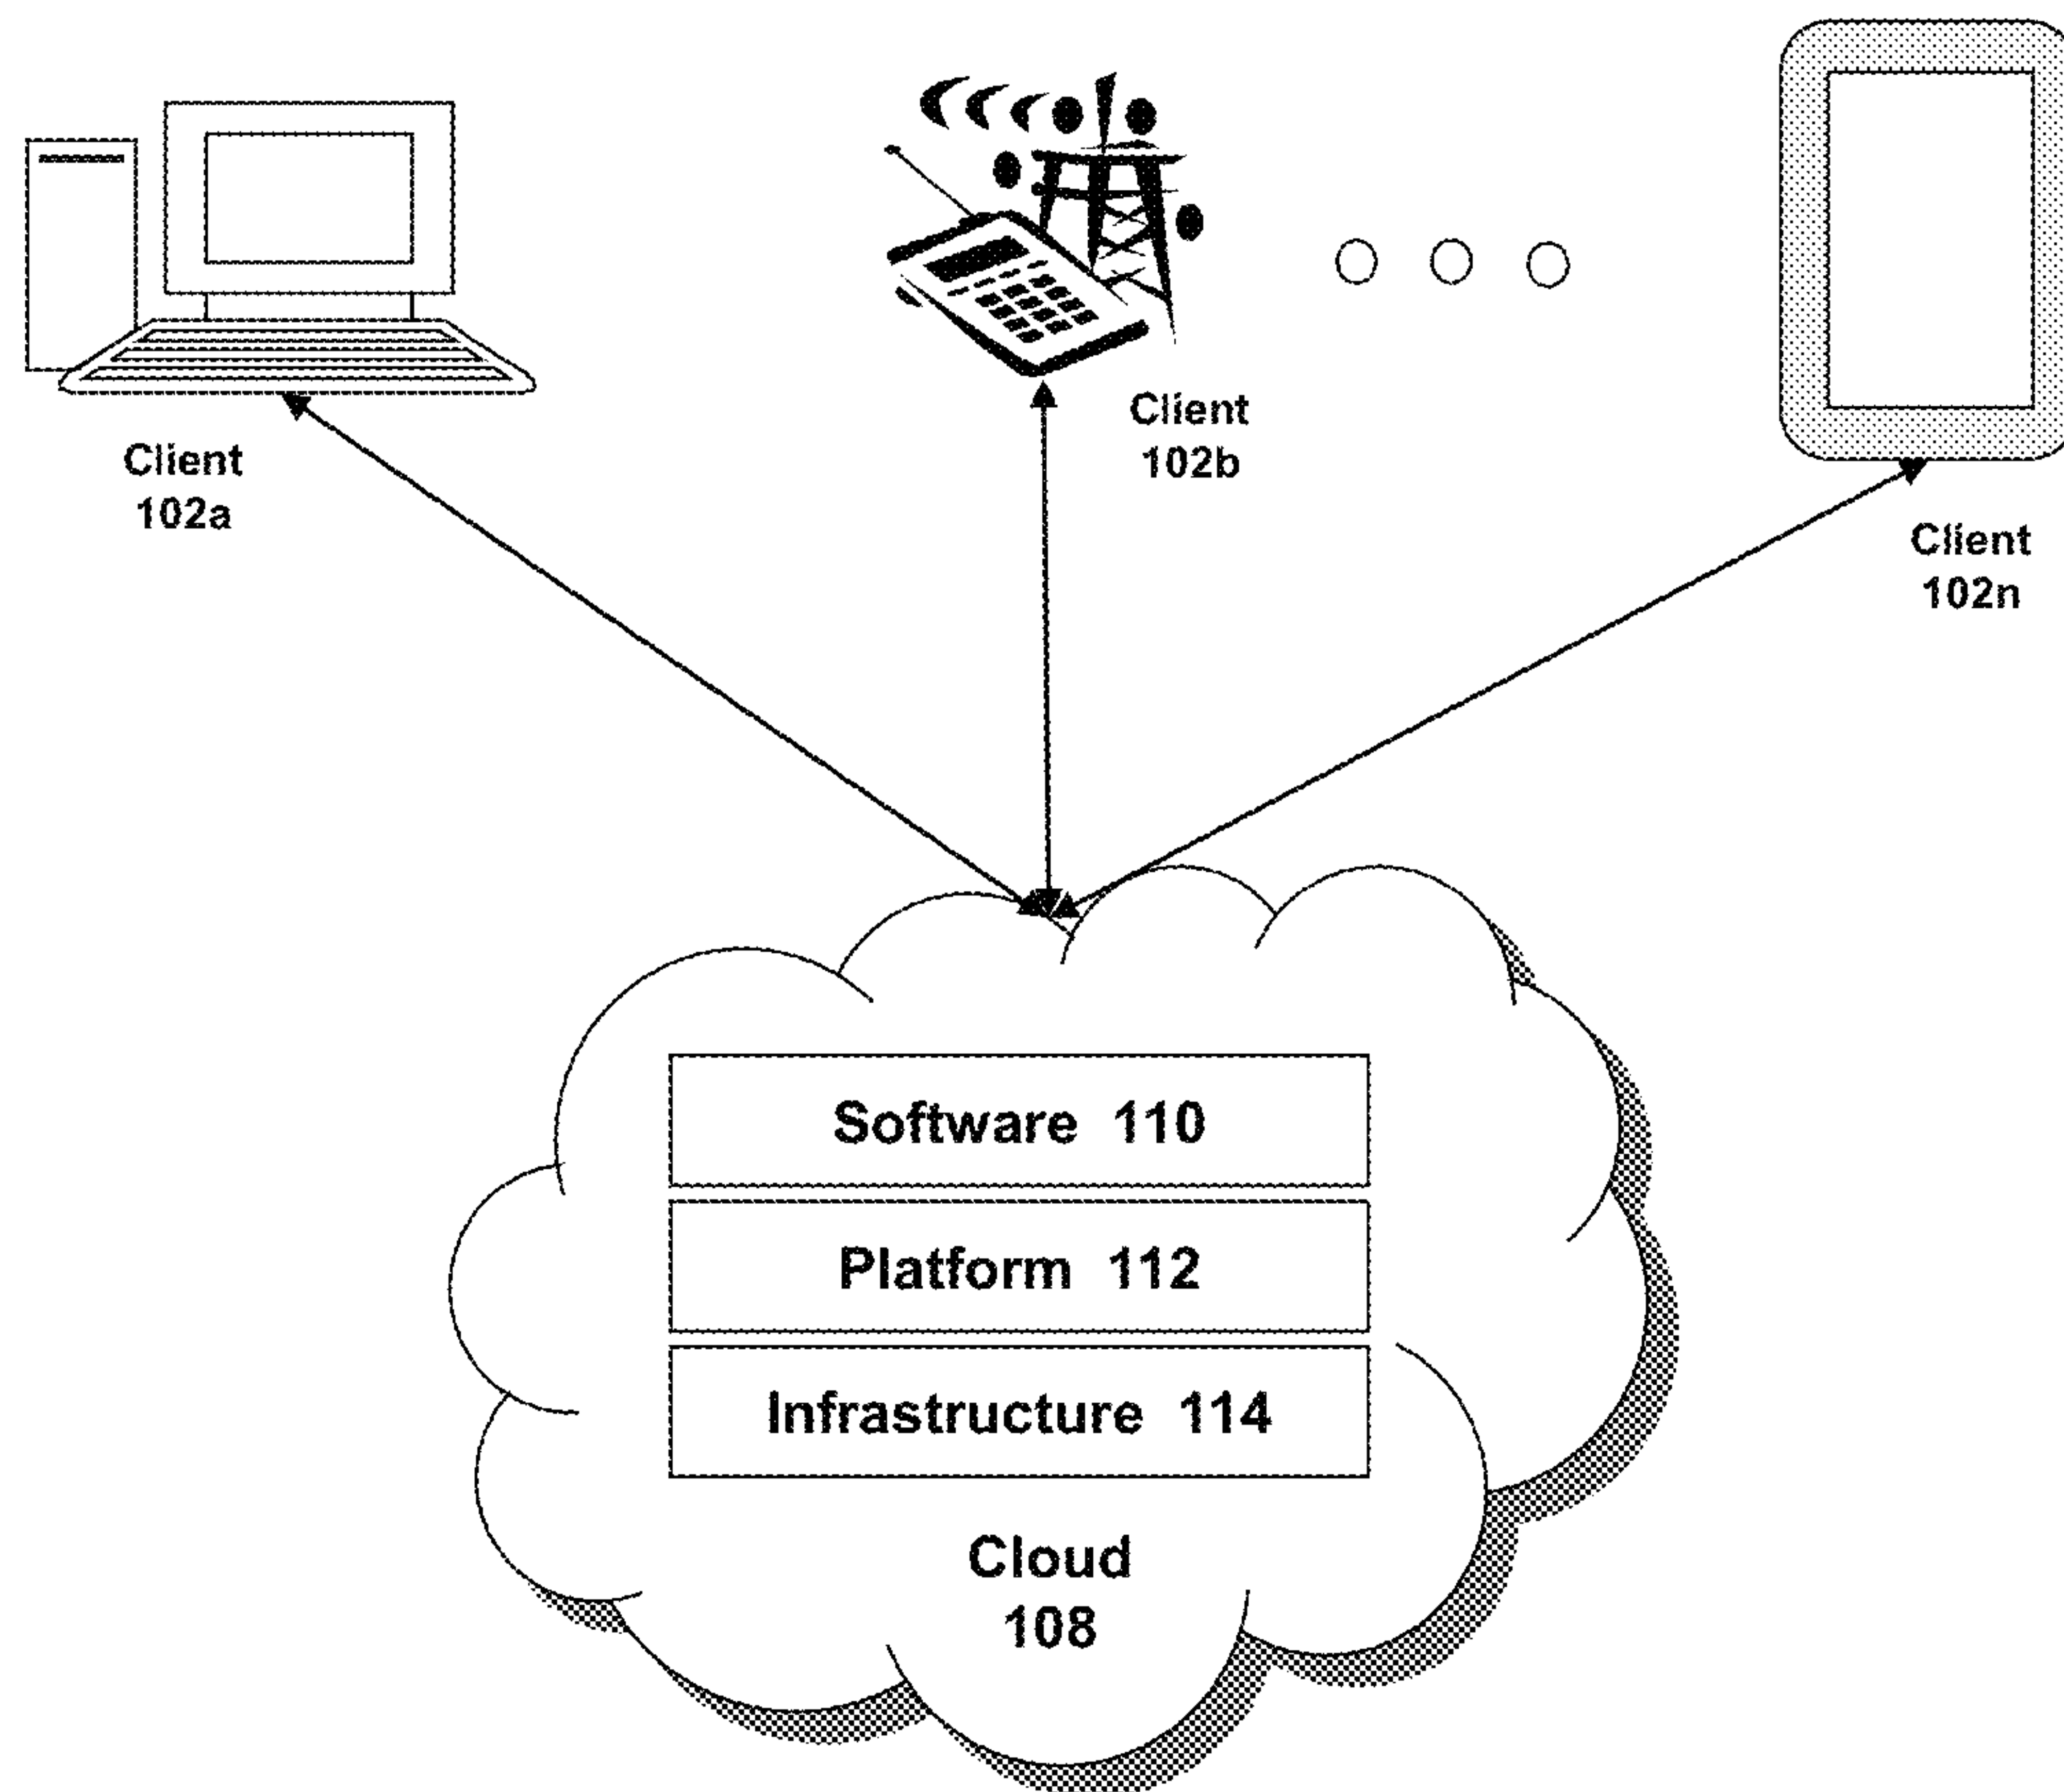 Client
102a
Client
102b
Client
102n
Software 110
Platform 112
Infrastructure 114
Cloud
108